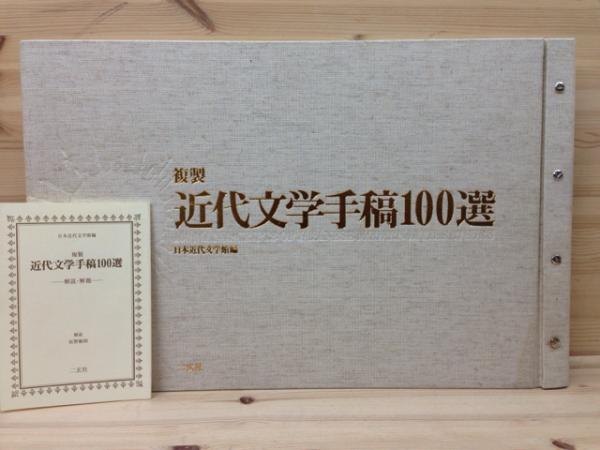 複製
近代文学手稿100選
日本近代文学館編
二玄社
日本近代文学館編
複製
近代文学手稿100選
——解説・解題——
解説
二玄社